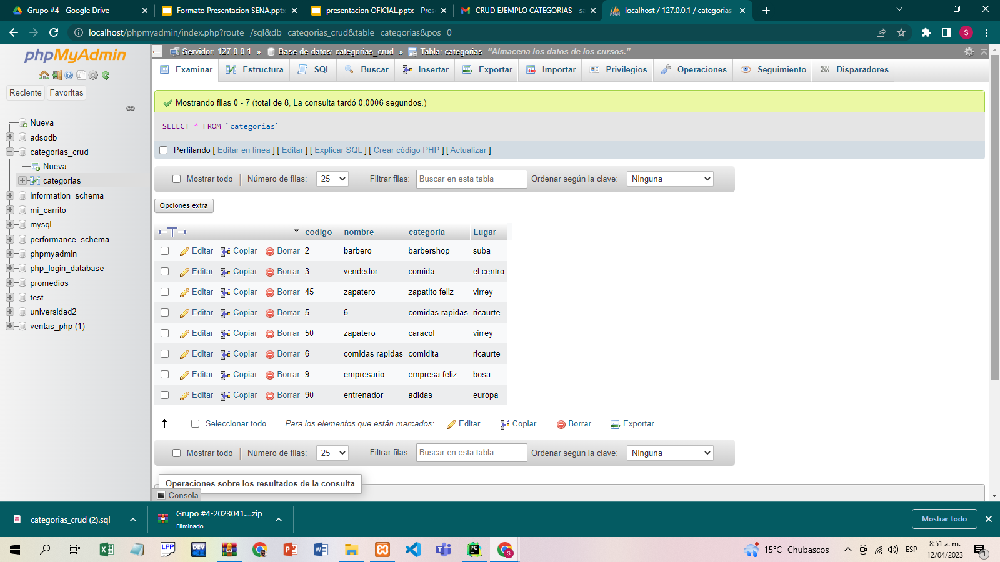 Grupo #4 - Google Drive
Formato Presentacion SENA.pptx
presentacion OFICIAL.pptx - Pres
CRUD EJEMPLO CATEGORIAS - sa
localhost / 127.0.0.1 / categorias_
localhost/phpmyadmin/index.php?route=/sql&db=categorias_crud&table=categorias&pos=0
S
phpMyAdmin
Reciente
Favoritas
Nueva
adsodb
categorias_crud
Nueva
categorias
information_schema
mi_carrito
mysql
performance_schema
phpmyadmin
php_login_database
promedios
test
universidad2
ventas_php (1)
Servidor: 127.0.0.1 » Base de datos: categorias_crud » Tabla: categorias "Almacena los datos de los cursos."
Examinar Estructura SQL Buscar Insertar Exportar Importar Privilegios Operaciones Seguimiento Disparadores
Mostrando filas 0 - 7 (total de 8, La consulta tardó 0,0006 segundos.)
SELECT * FROM `categorias`
Perfilando [ Editar en línea ] [ Editar ] [ Explicar SQL ] [ Crear código PHP ] [ Actualizar ]
Mostrar todo | Número de filas: 25 Filtrar filas: Buscar en esta tabla Ordenar según la clave: Ninguna
Opciones extra
←T→ codigo nombre categoria Lugar
Editar Copiar Borrar 2 barbero barbershop suba
Editar Copiar Borrar 3 vendedor comida el centro
Editar Copiar Borrar 45 zapatero zapatito feliz virrey
Editar Copiar Borrar 5 6 comidas rapidas ricaurte
Editar Copiar Borrar 50 zapatero caracol virrey
Editar Copiar Borrar 6 comidas rapidas comidita ricaurte
Editar Copiar Borrar 9 empresario empresa feliz bosa
Editar Copiar Borrar 90 entrenador adidas europa
Seleccionar todo Para los elementos que están marcados: Editar Copiar Borrar Exportar
Mostrar todo | Número de filas: 25 Filtrar filas: Buscar en esta tabla Ordenar según la clave: Ninguna
Operaciones sobre los resultados de la consulta
Consola
categorias_crud (2).sql
Grupo #4-2023041....zip
Eliminado
Mostrar todo
LPP
DEV
PC
S
15°C Chubascos
ESP
8:51 a. m.
12/04/2023
1